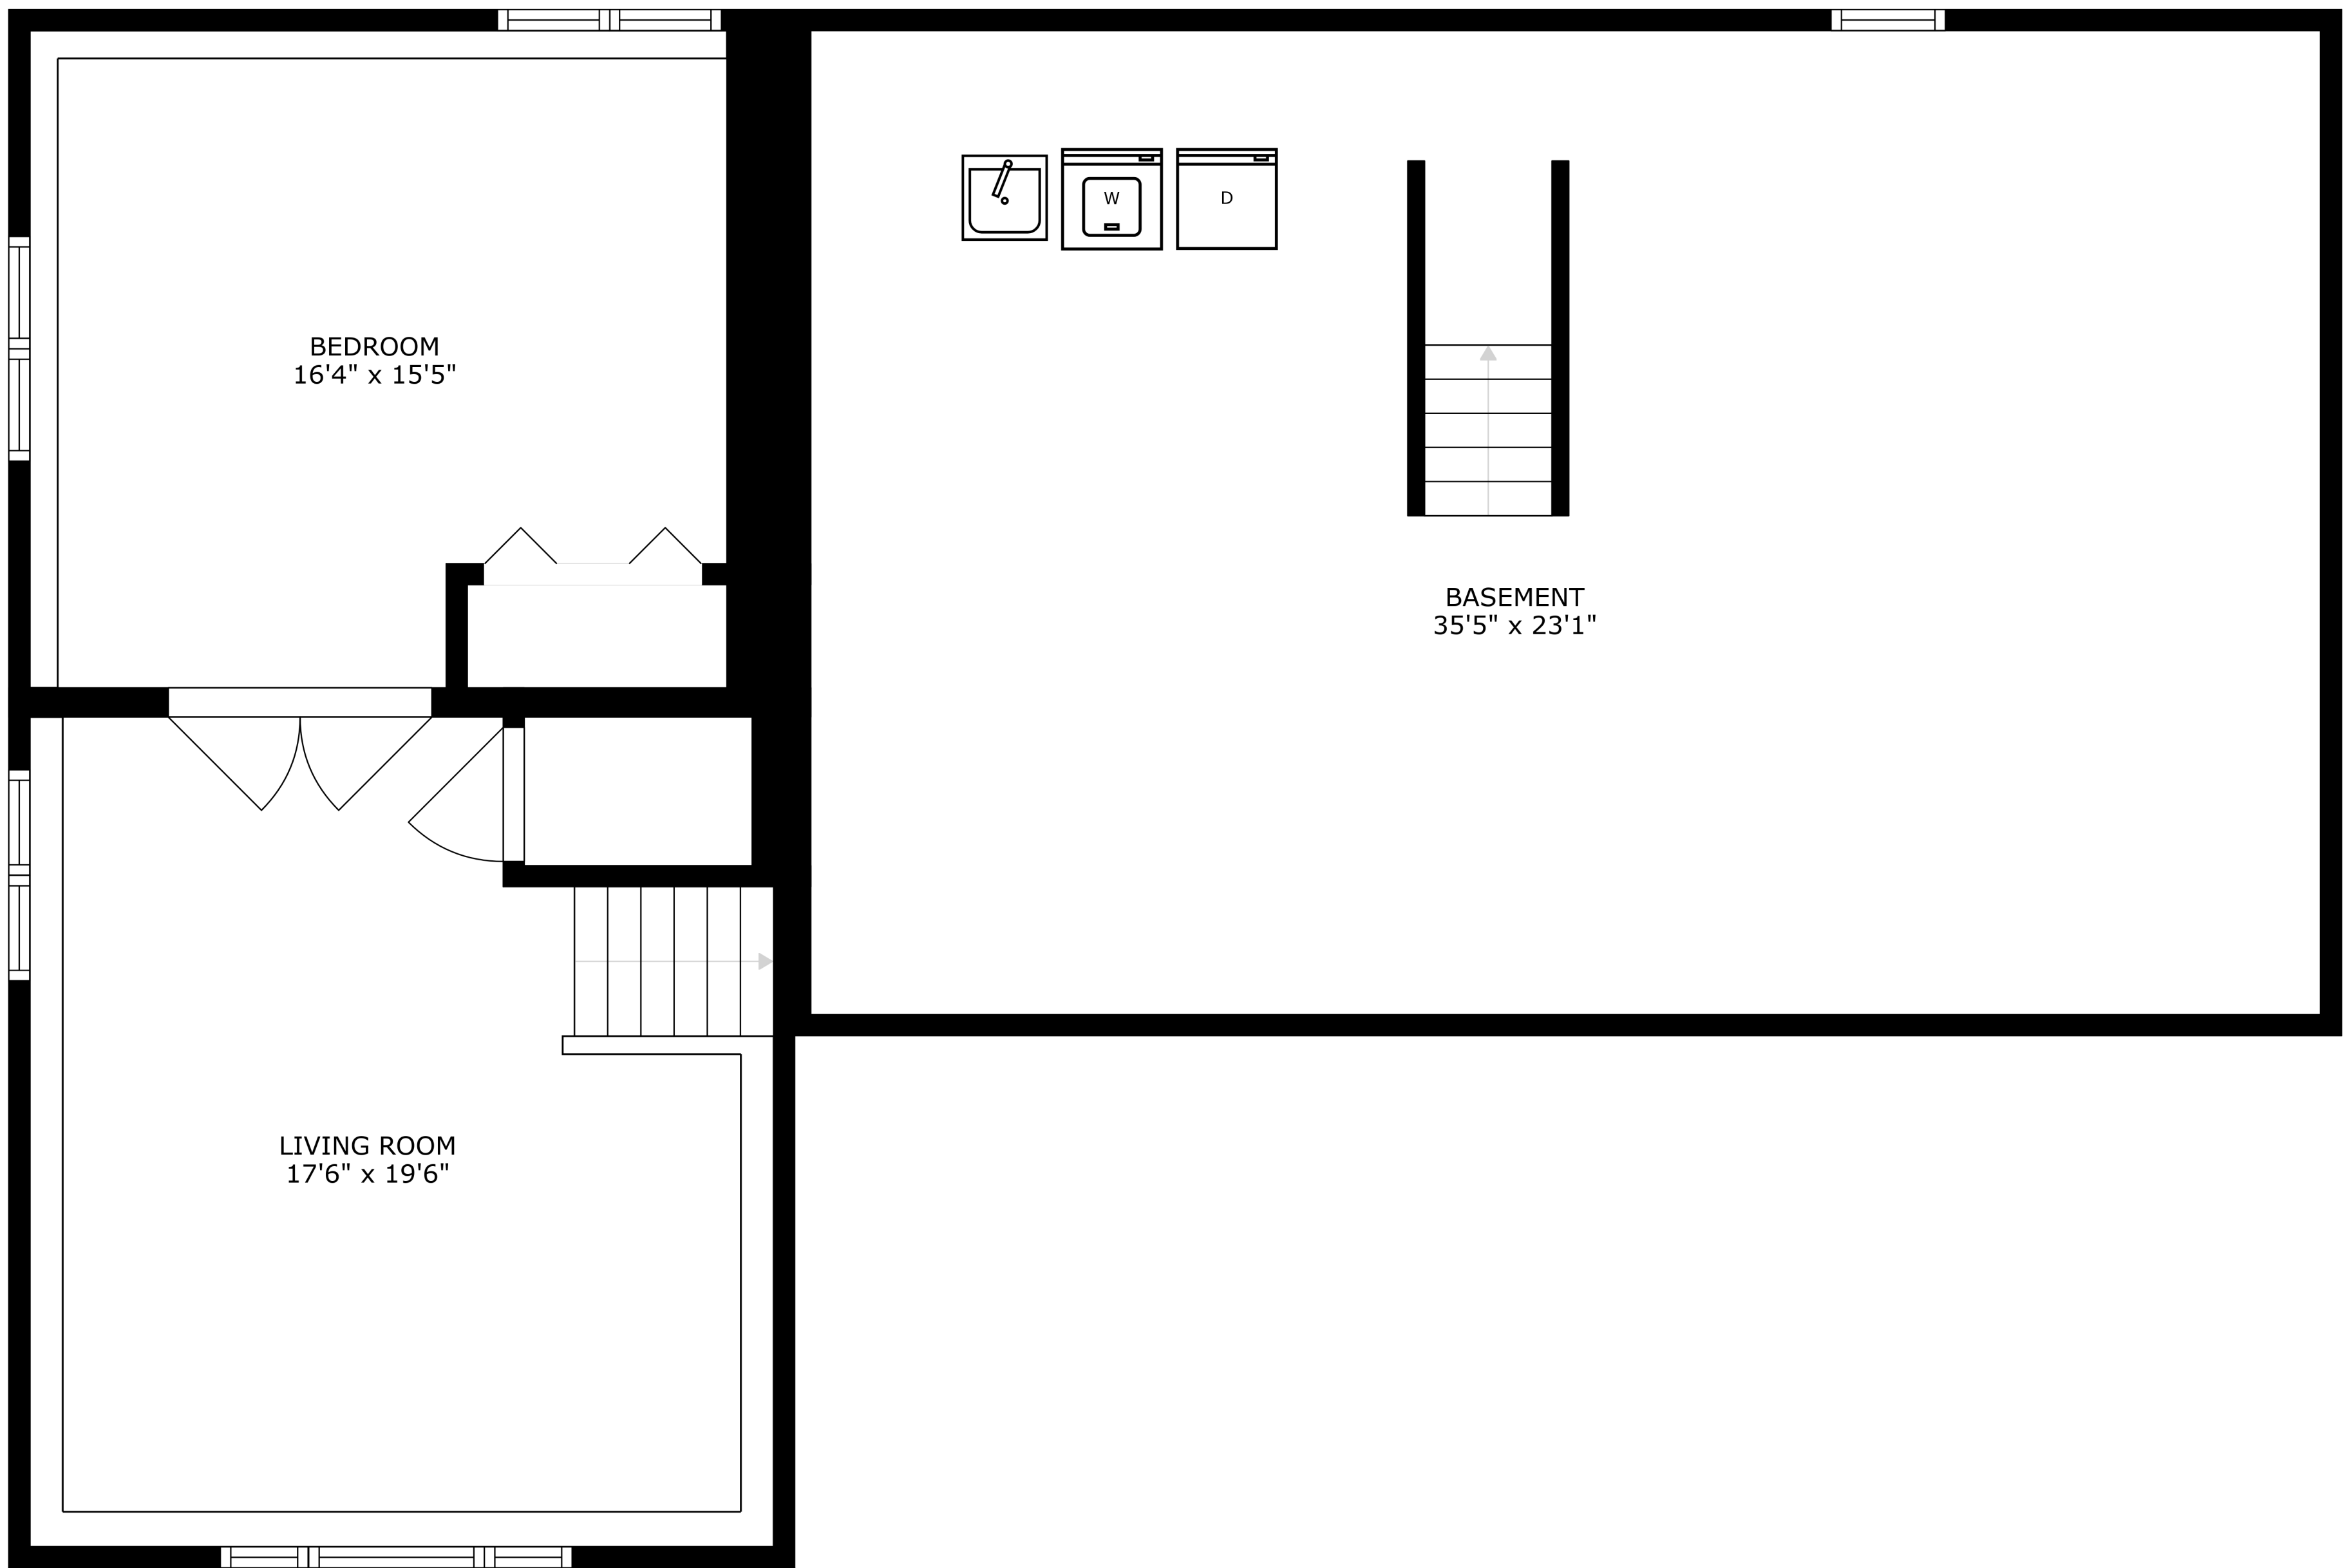 W
D
BEDROOM
16'4" x 15'5"
BASEMENT
35'5" x 23'1"
LIVING ROOM
17'6" x 19'6"